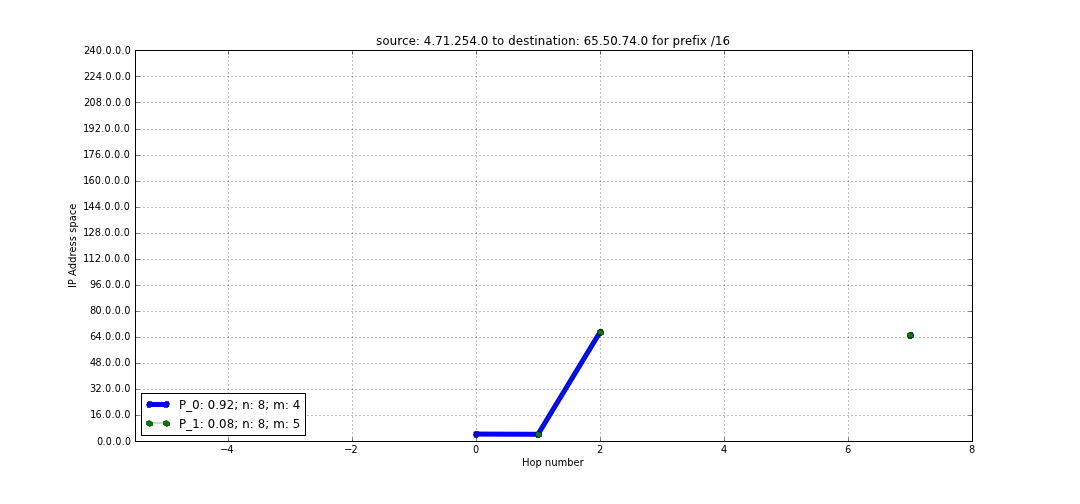 source: 4.71.254.0 to destination: 65.50.74.0 for prefix /16
240.0.0.0
224.0.0.0
208.0.0.0
192.0.0.0
176.0.0.0
160.0.0.0
144.0.0.0
128.0.0.0
112.0.0.0
96.0.0.0
80.0.0.0
64.0.0.0
48.0.0.0
32.0.0.0
16.0.0.0
0.0.0.0
IP Address space
P_0: 0.92; n: 8; m: 4
P_1: 0.08; n: 8; m: 5
−4 −2 0 2 4 6 8
Hop number